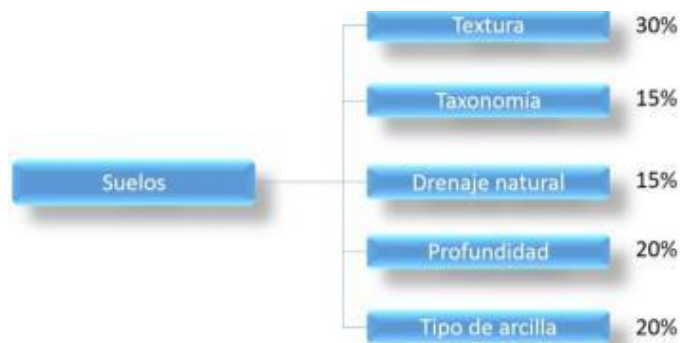 Textura 30%
Taxonomía 15%
Suelos
Drenaje natural 15%
Profundidad 20%
Tipo de arcilla 20%